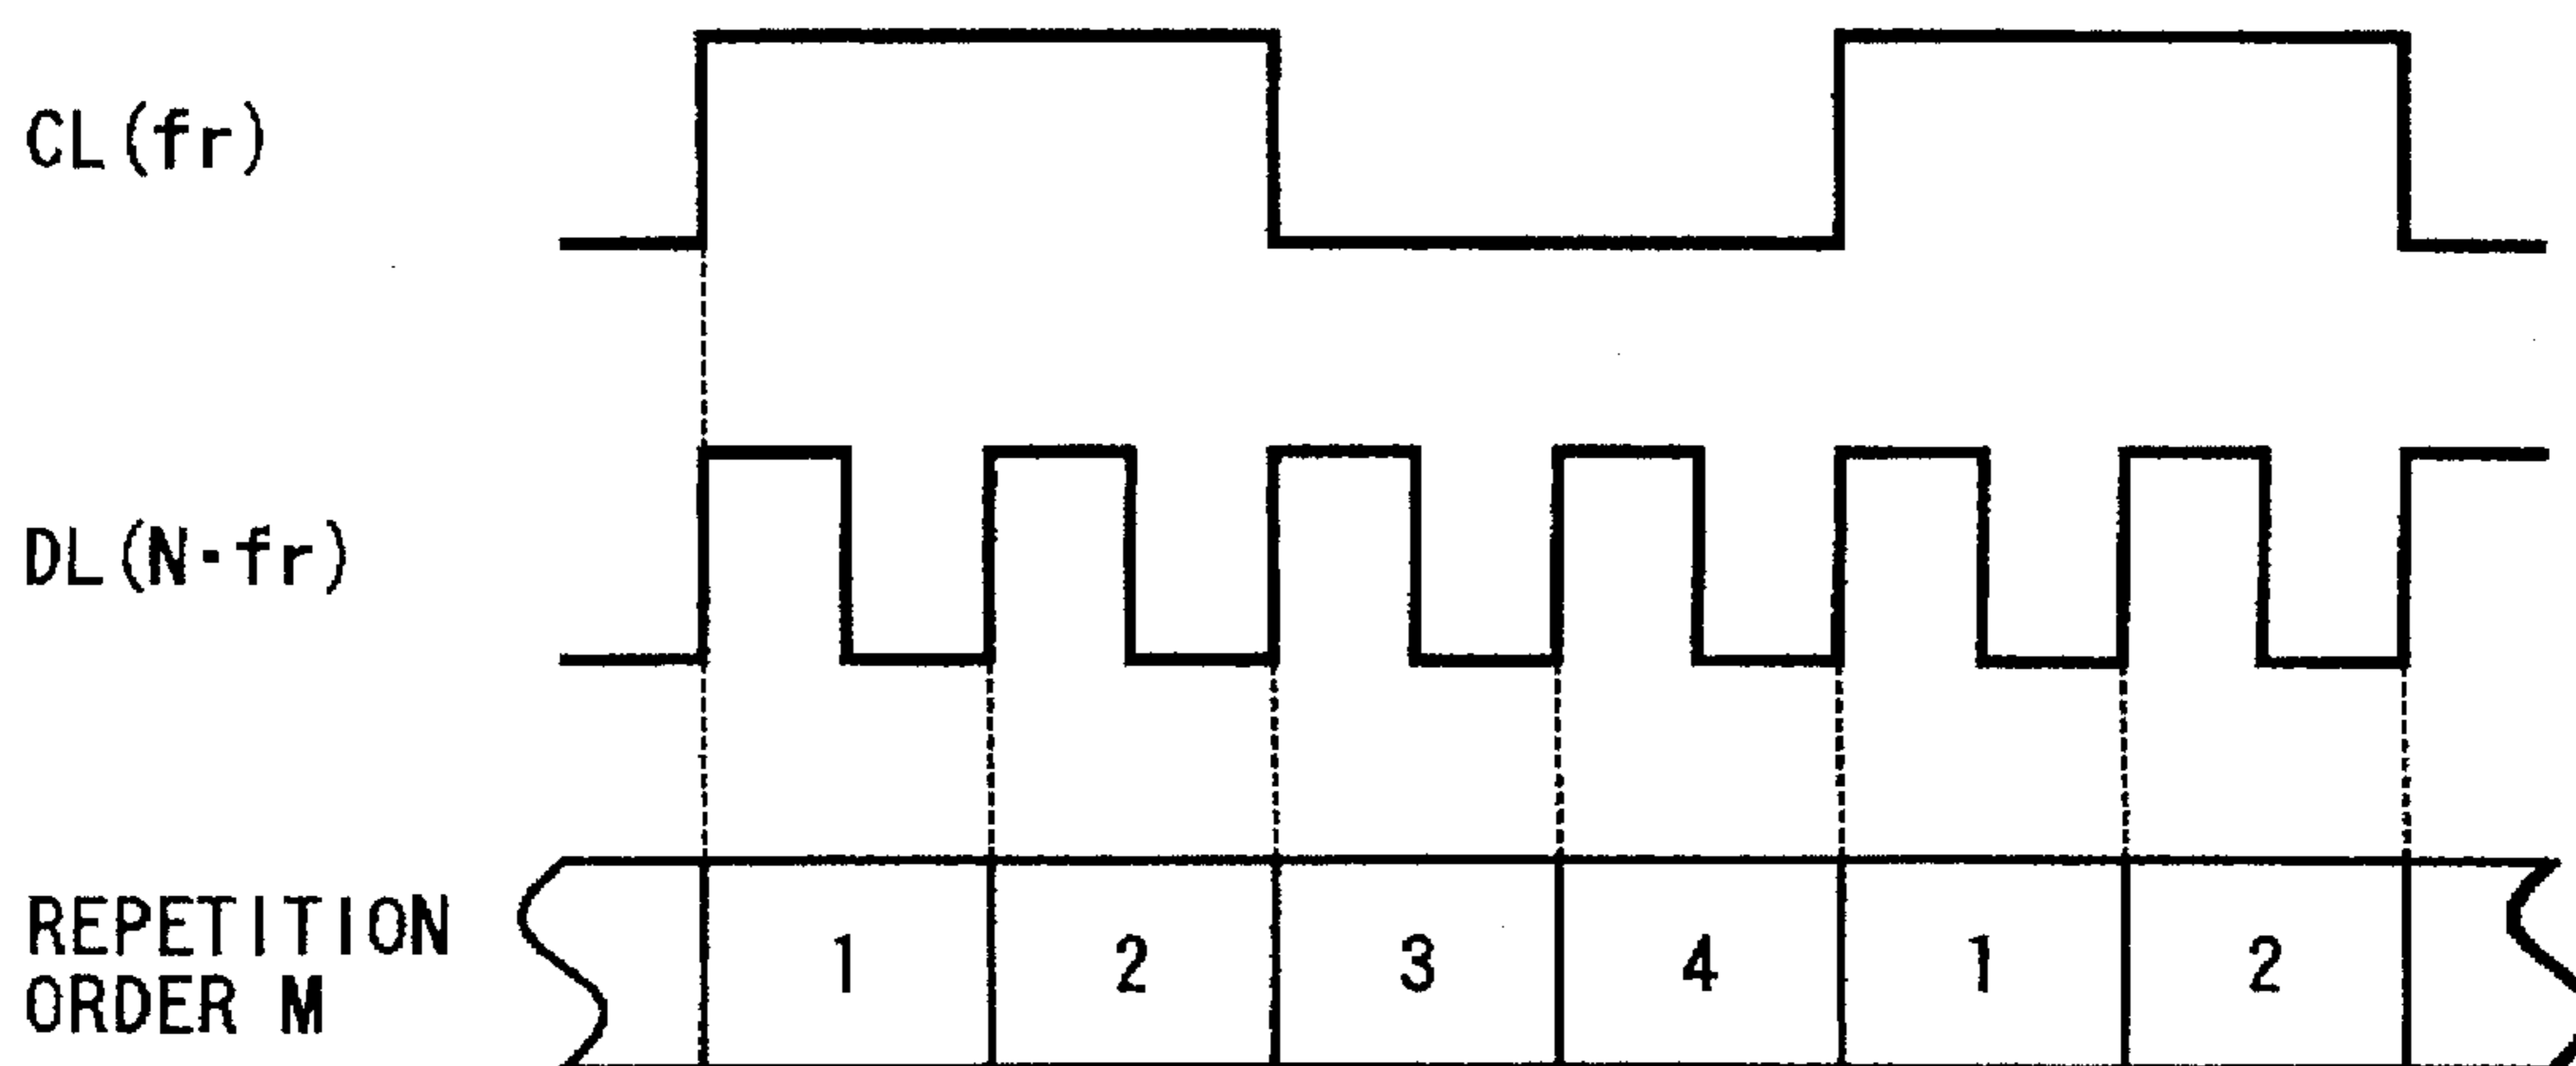 CL(fr)
DL(N·fr)
REPETITION
ORDER M
1 2 3 4 1 2